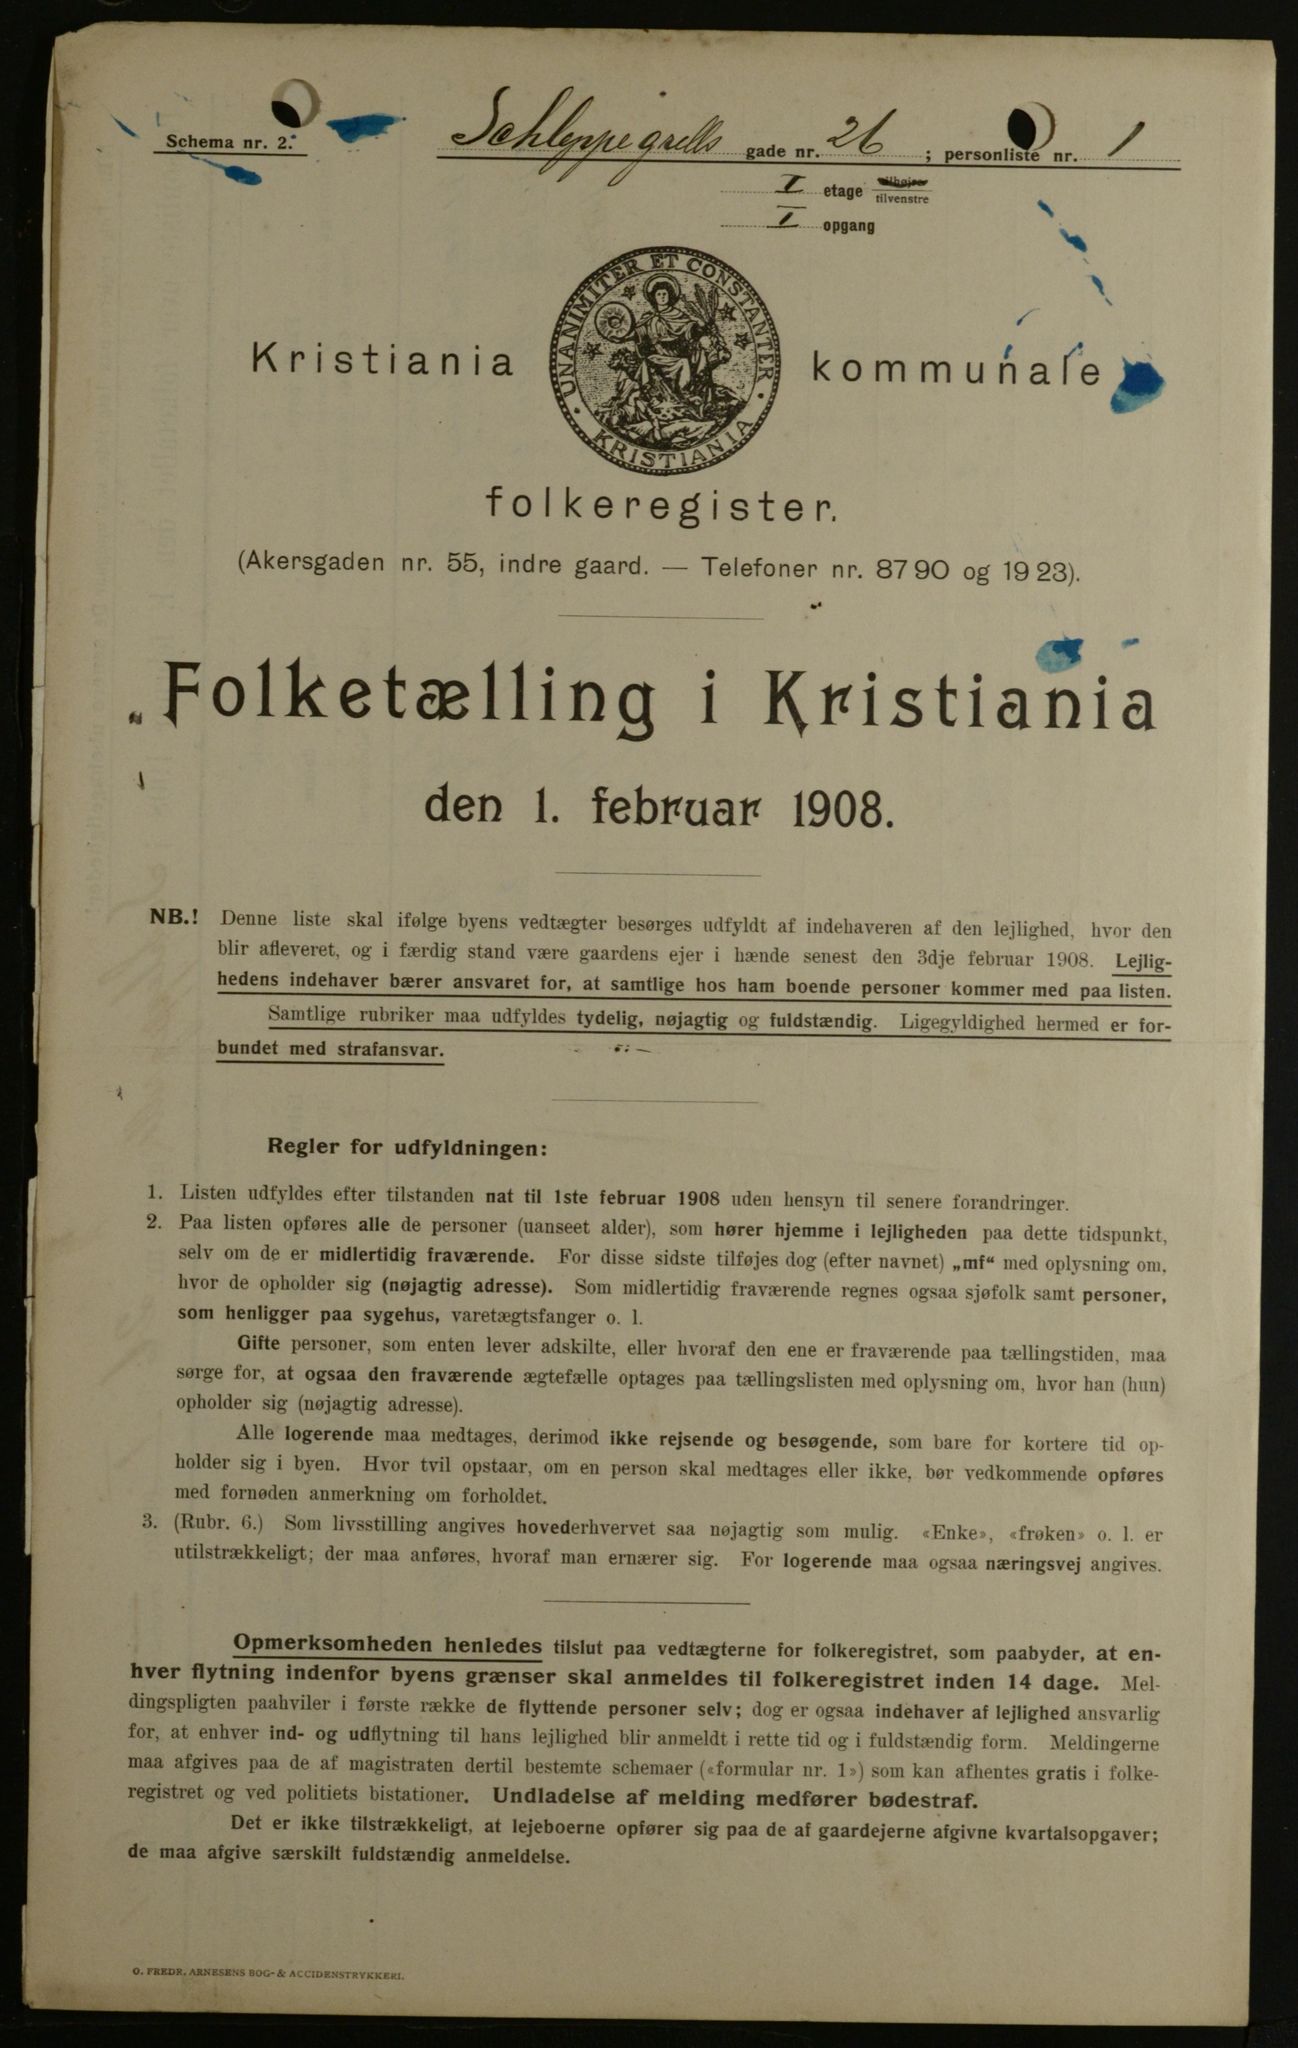 Schema nr. 2.
Schleppegrells gade nr. 26 ; personliste nr. 1
I etage tilhøjre
tilvenstre
I opgang
UNANIMITER ET CONSTANTER
KRISTIANIA
Kristiania kommunale
folkeregister.
(Akersgaden nr. 55, indre gaard. — Telefoner nr. 8790 og 1923).
Folketælling i Kristiania
den 1. februar 1908.
NB.! Denne liste skal ifølge byens vedtægter besørges udfyldt af indehaveren af den lejlighed, hvor den
blir afleveret, og i færdig stand være gaardens ejer i hænde senest den 3dje februar 1908. Lejlig-
hedens indehaver bærer ansvaret for, at samtlige hos ham boende personer kommer med paa listen.
Samtlige rubriker maa udfyldes tydelig, nøjagtig og fuldstændig. Ligegyldighed hermed er for-
bundet med strafansvar.
Regler for udfyldningen:
1. Listen udfyldes efter tilstanden nat til 1ste februar 1908 uden hensyn til senere forandringer.
2. Paa listen opføres alle de personer (uanseet alder), som hører hjemme i lejligheden paa dette tidspunkt,
selv om de er midlertidig fraværende. For disse sidste tilføjes dog (efter navnet) „mf“ med oplysning om,
hvor de opholder sig (nøjagtig adresse). Som midlertidig fraværende regnes ogsaa sjøfolk samt personer,
som henligger paa sygehus, varetægtsfanger o. l.
Gifte personer, som enten lever adskilte, eller hvoraf den ene er fraværende paa tællingstiden, maa
sørge for, at ogsaa den fraværende ægtefælle optages paa tællingslisten med oplysning om, hvor han (hun)
opholder sig (nøjagtig adresse).
Alle logerende maa medtages, derimod ikke rejsende og besøgende, som bare for kortere tid op-
holder sig i byen. Hvor tvil opstaar, om en person skal medtages eller ikke, bør vedkommende opføres
med fornøden anmerkning om forholdet.
3. (Rubr. 6.) Som livsstilling angives hovederhvervet saa nøjagtig som mulig. «Enke», «frøken» o. l. er
utilstrækkeligt; der maa anføres, hvoraf man ernærer sig. For logerende maa ogsaa næringsvej angives.
Opmerksomheden henledes tilslut paa vedtægterne for folkeregistret, som paabyder, at en-
hver flytning indenfor byens grænser skal anmeldes til folkeregistret inden 14 dage. Mel-
dingspligten paahviler i første række de flyttende personer selv; dog er ogsaa indehaver af lejlighed ansvarlig
for, at enhver ind- og udflytning til hans lejlighed blir anmeldt i rette tid og i fuldstændig form. Meldingerne
maa afgives paa de af magistraten dertil bestemte schemaer («formular nr. 1») som kan afhentes gratis i folke-
registret og ved politiets bistationer. Undladelse af melding medfører bødestraf.
Det er ikke tilstrækkeligt, at lejeboerne opfører sig paa de af gaardejerne afgivne kvartalsopgaver;
de maa afgive særskilt fuldstændig anmeldelse.
O. FREDR. ARNESENS BOG- & ACCIDENSTRYKKERI.